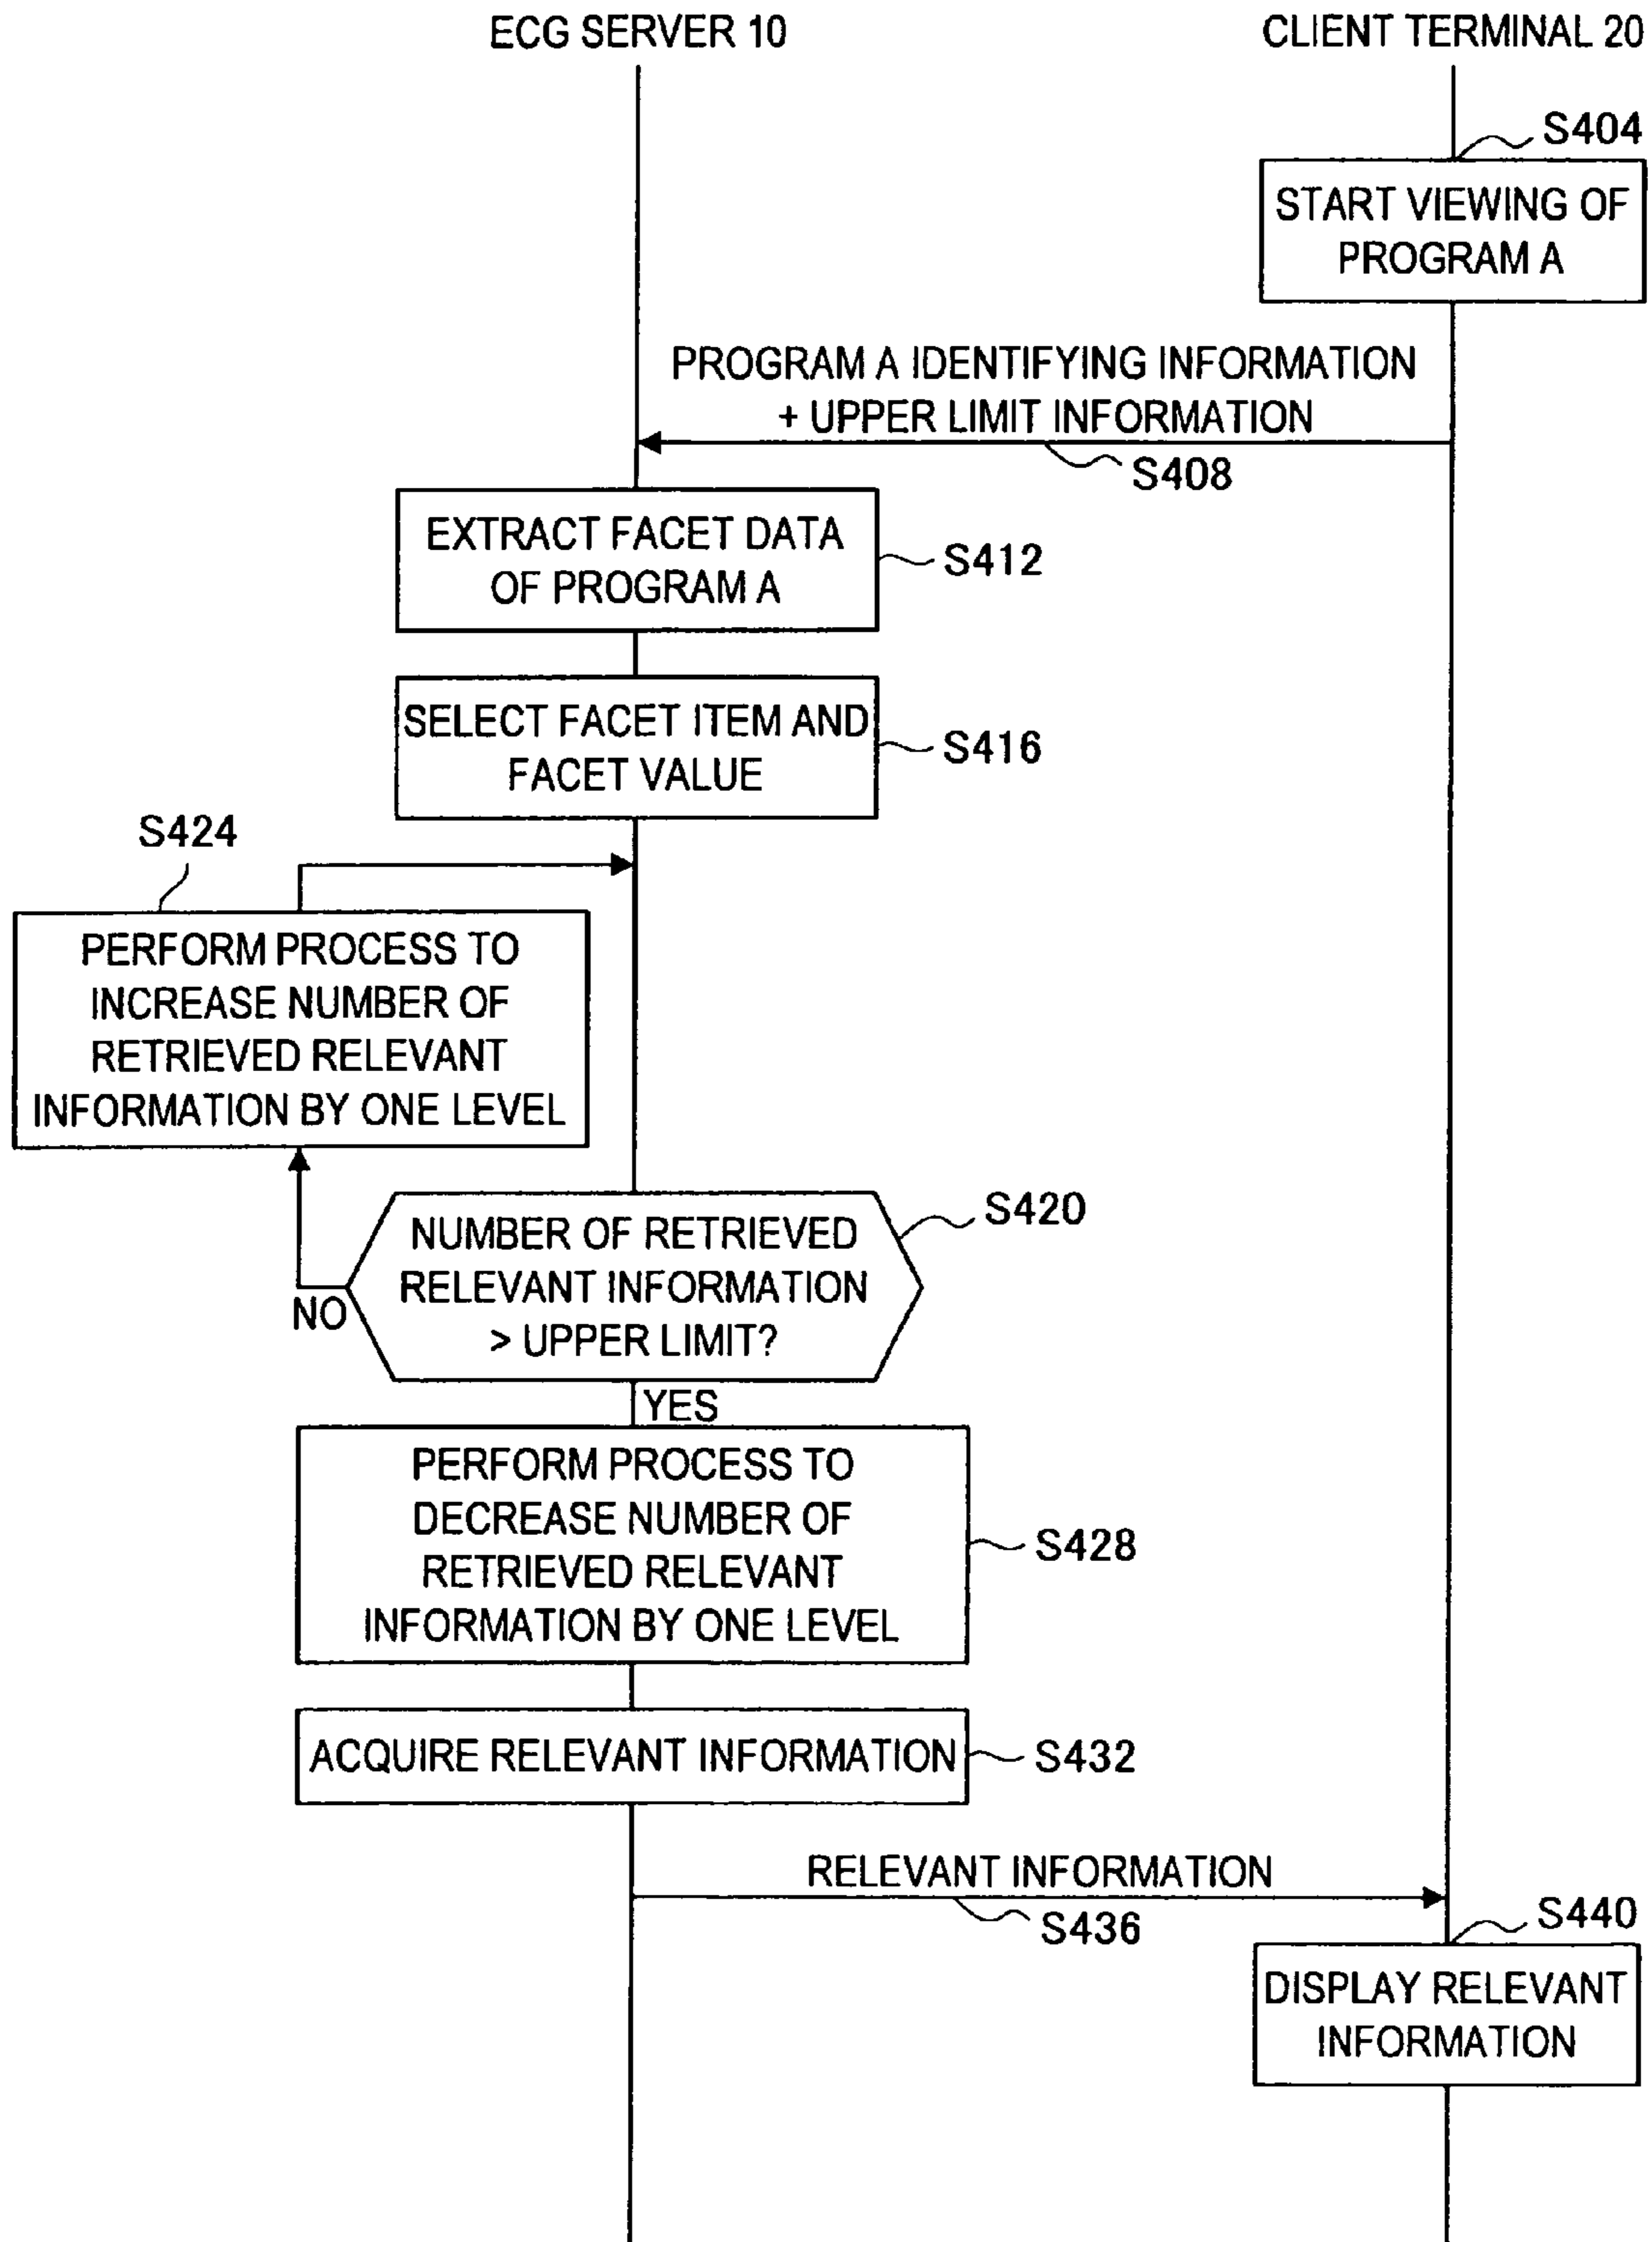 ECG SERVER 10
CLIENT TERMINAL 20
S404
START VIEWING OF
PROGRAM A
PROGRAM A IDENTIFYING INFORMATION
+ UPPER LIMIT INFORMATION
S408
EXTRACT FACET DATA
OF PROGRAM A
S412
SELECT FACET ITEM AND
FACET VALUE
S416
S424
PERFORM PROCESS TO
INCREASE NUMBER OF
RETRIEVED RELEVANT
INFORMATION BY ONE LEVEL
S420
NUMBER OF RETRIEVED
RELEVANT INFORMATION
> UPPER LIMIT?
NO
YES
PERFORM PROCESS TO
DECREASE NUMBER OF
RETRIEVED RELEVANT
INFORMATION BY ONE LEVEL
S428
ACQUIRE RELEVANT INFORMATION
S432
RELEVANT INFORMATION
S436
S440
DISPLAY RELEVANT
INFORMATION